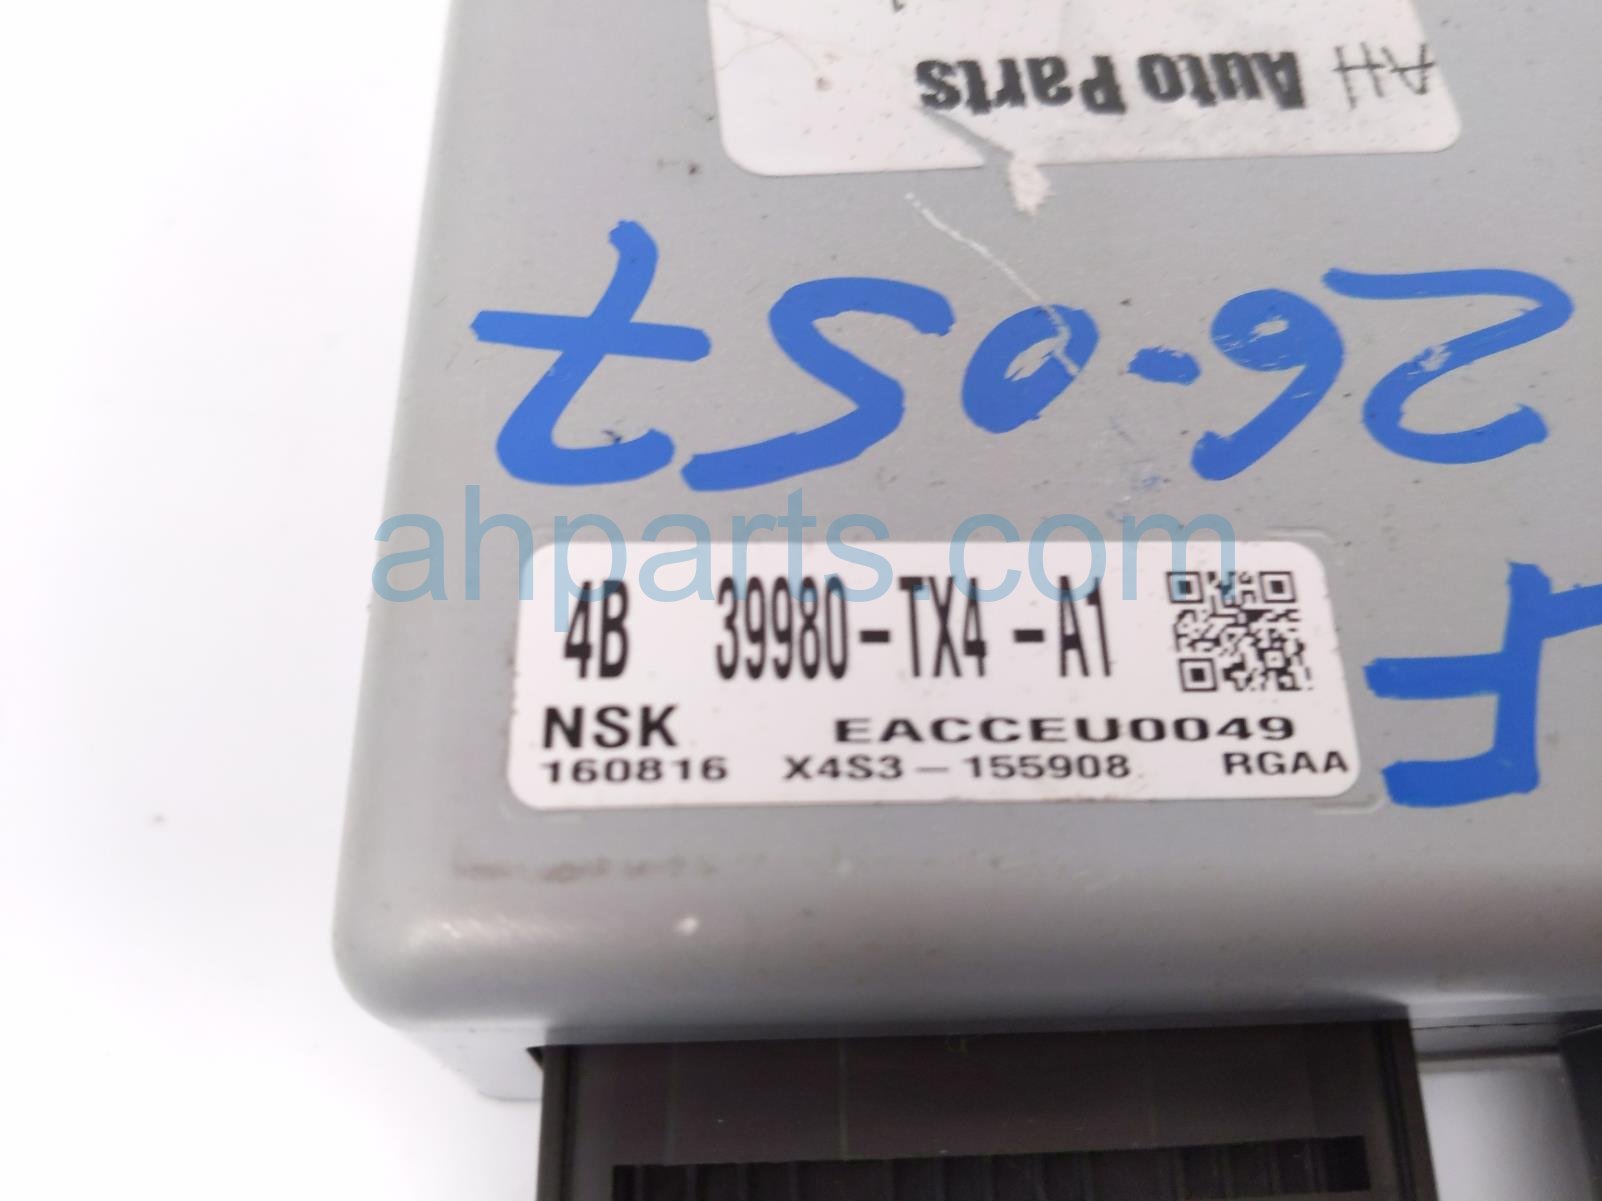 AH Auto Parts
26.057
F
ahparts.com
4B 39980-TX4-A1
NSK EACCEU0049
160816 X4S3-155908 RGAA